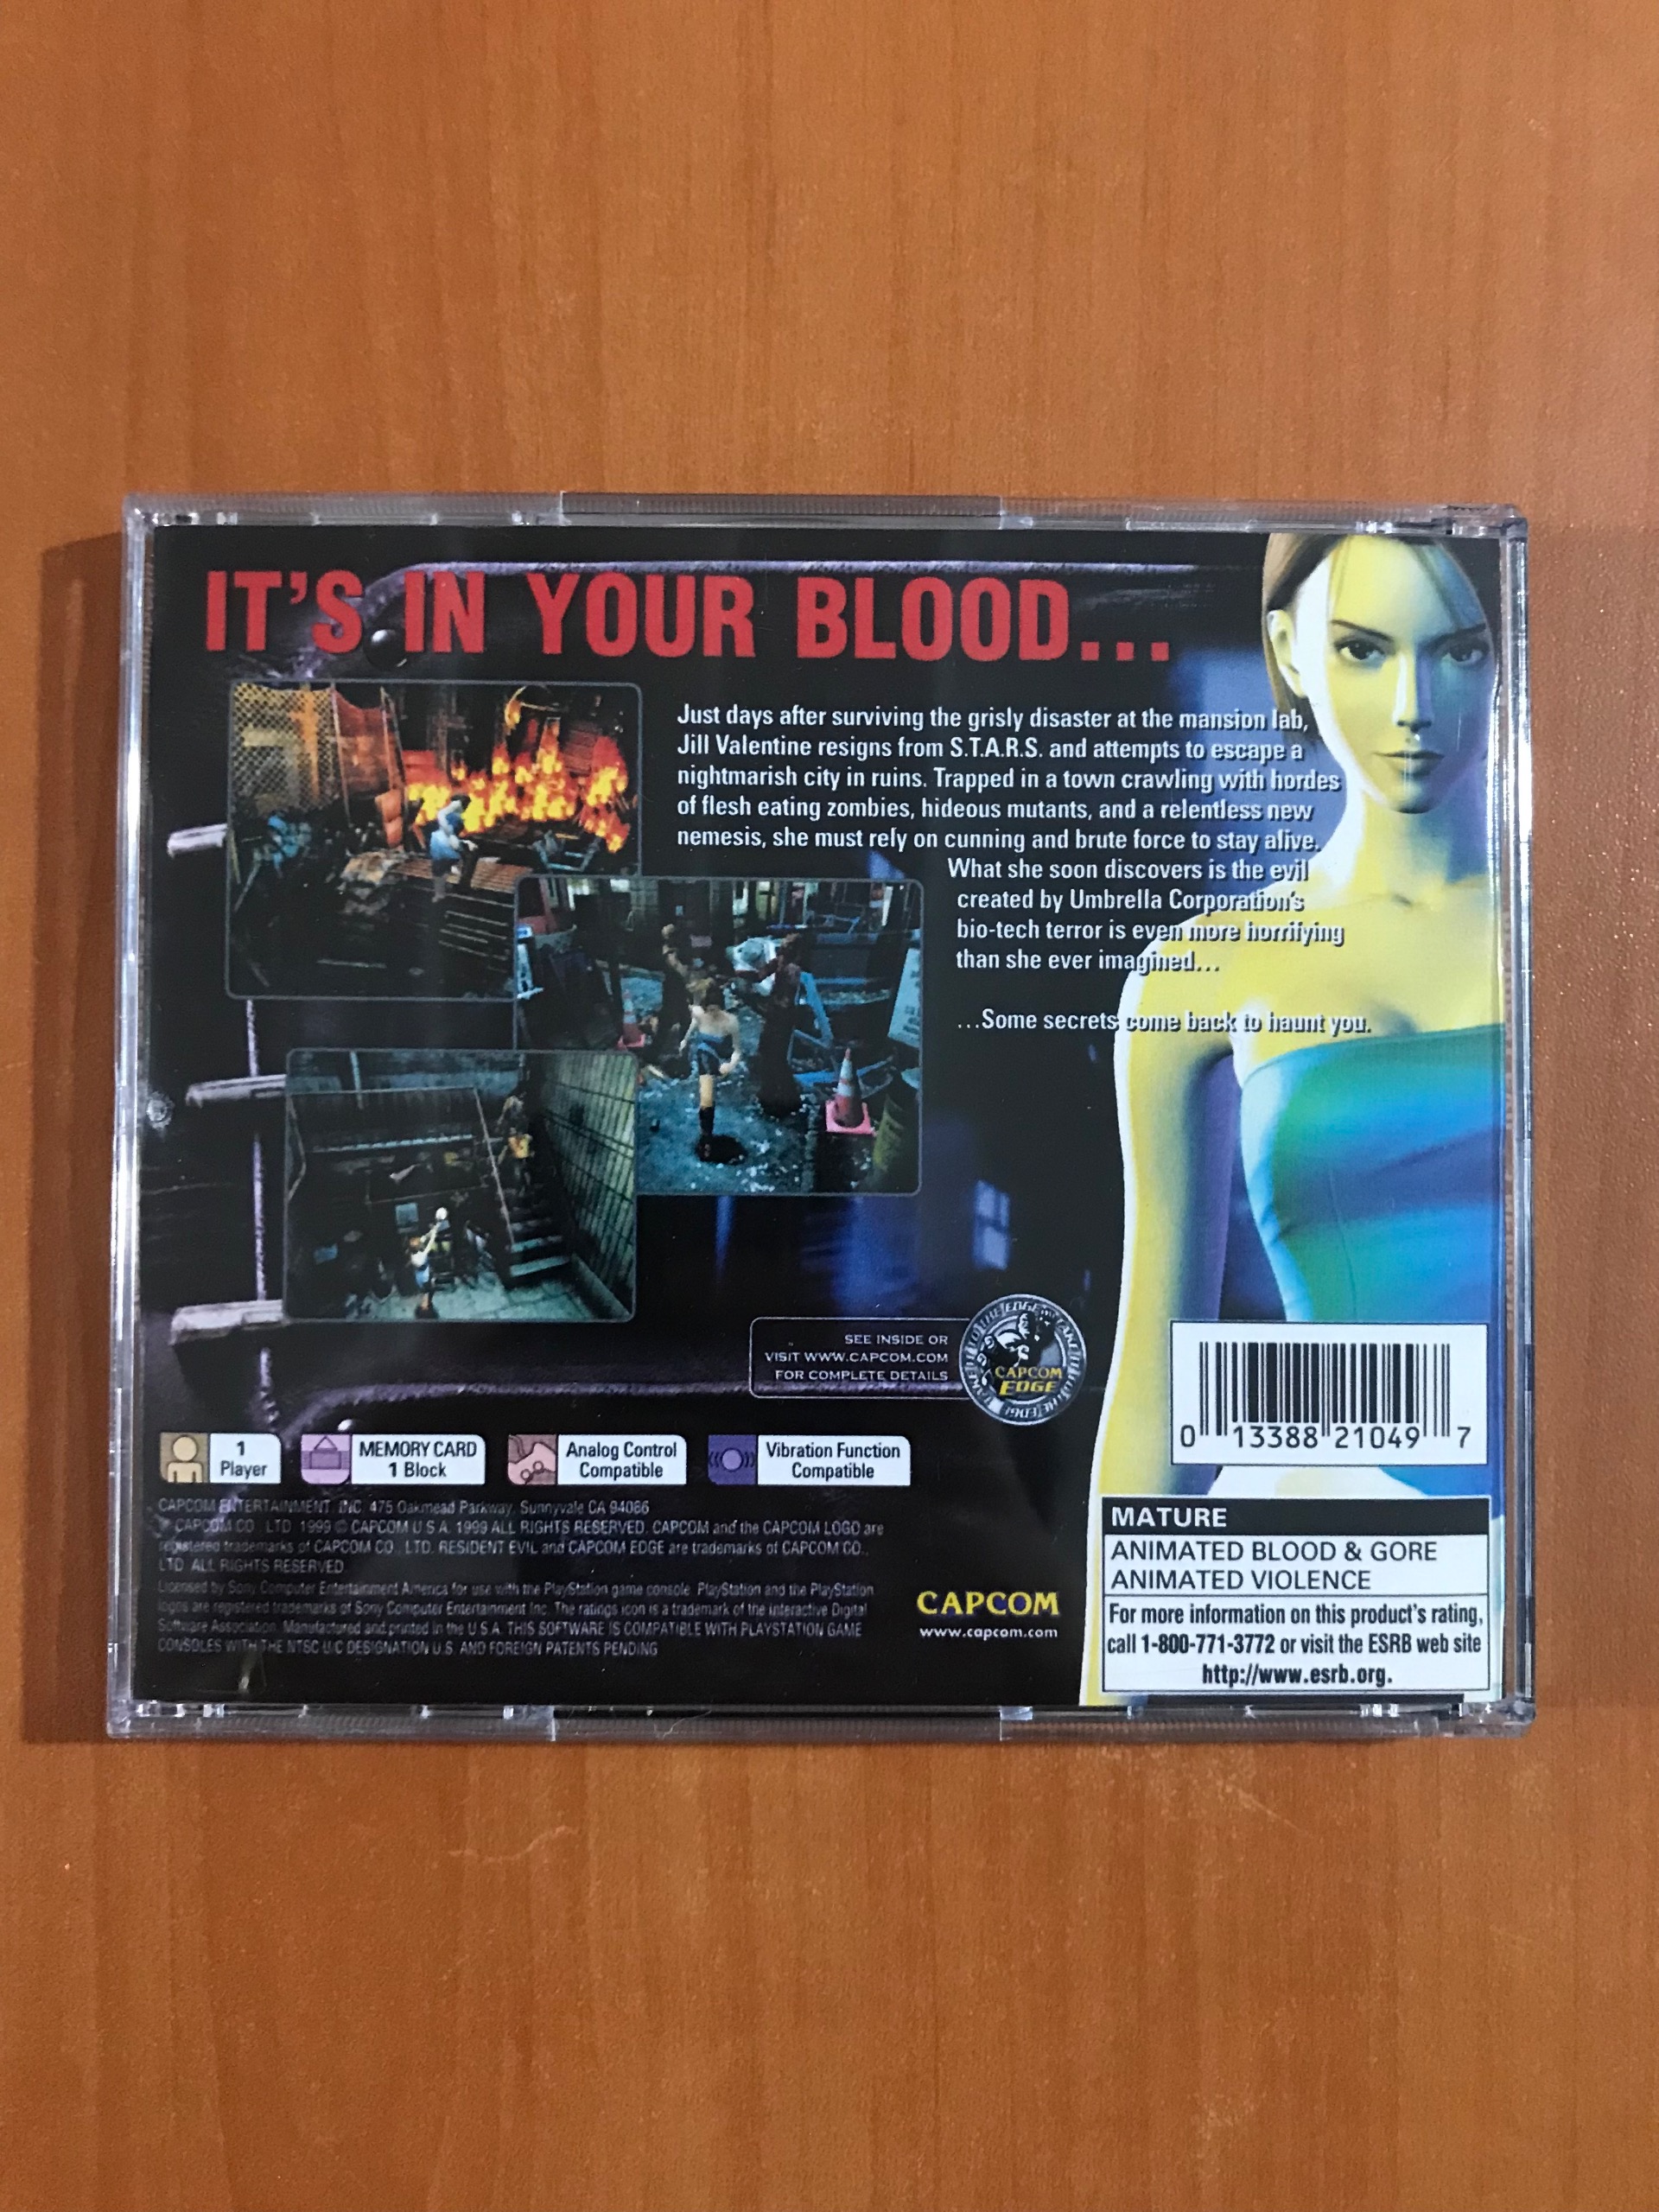 IT'S IN YOUR BLOOD...
Just days after surviving the grisly disaster at the mansion lab,
Jill Valentine resigns from S.T.A.R.S. and attempts to escape a
nightmarish city in ruins. Trapped in a town crawling with hordes
of flesh eating zombies, hideous mutants, and a relentless new
nemesis, she must rely on cunning and brute force to stay alive.
What she soon discovers is the evil
created by Umbrella Corporation's
bio-tech terror is even more horrifying
than she ever imagined...
...Some secrets come back to haunt you.
SEE INSIDE OR
VISIT WWW.CAPCOM.COM
FOR COMPLETE DETAILS
CAPCOM
EDGE
0 13388 21049 7
1
Player
MEMORY CARD
1 Block
Analog Control
Compatible
Vibration Function
Compatible
CAPCOM ENTERTAINMENT, INC. 475 Oakmead Parkway, Sunnyvale CA 94086
CAPCOM CO., LTD. 1999 © CAPCOM U.S.A. 1999 ALL RIGHTS RESERVED. CAPCOM and the CAPCOM LOGO are
registered trademarks of CAPCOM CO., LTD. RESIDENT EVIL and CAPCOM EDGE are trademarks of CAPCOM CO.,
LTD. ALL RIGHTS RESERVED.
Licensed by Sony Computer Entertainment America for use with the PlayStation game console. PlayStation and the PlayStation
logos are registered trademarks of Sony Computer Entertainment Inc. The ratings icon is a trademark of the Interactive Digital
Software Association. Manufactured and printed in the U.S.A. THIS SOFTWARE IS COMPATIBLE WITH PLAYSTATION GAME
CONSOLES WITH THE NTSC U/C DESIGNATION U.S. AND FOREIGN PATENTS PENDING
CAPCOM
www.capcom.com
MATURE
ANIMATED BLOOD & GORE
ANIMATED VIOLENCE
For more information on this product's rating,
call 1-800-771-3772 or visit the ESRB web site
http://www.esrb.org.